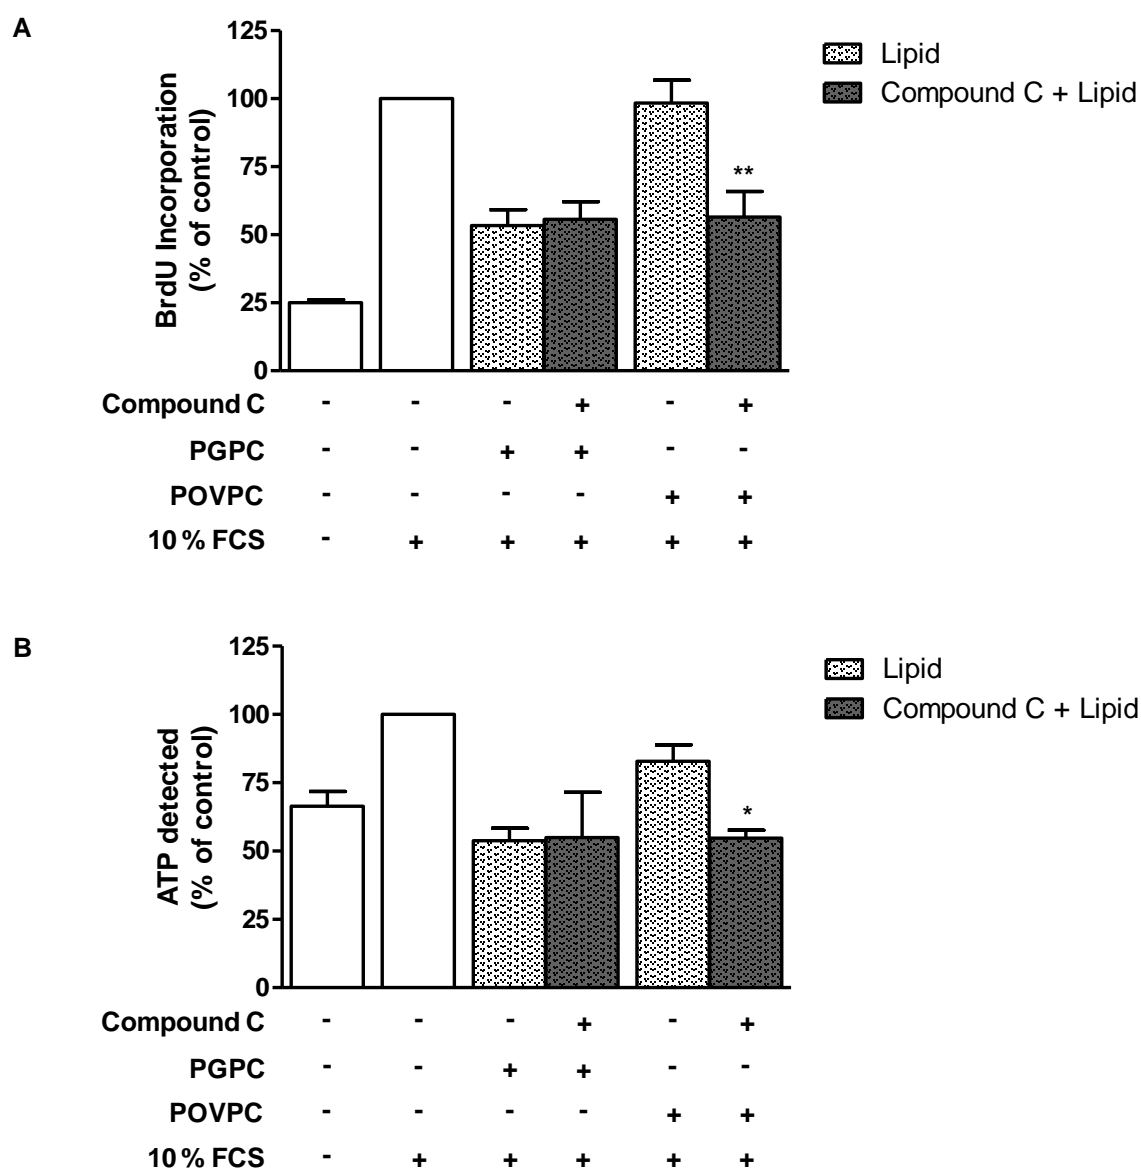 A
125
100
75
50
25
0
BrdU Incorporation
(% of control)
Lipid
Compound C + Lipid
**
Compound C - - - + - +
PGPC - - + + - -
POVPC - - - - + +
10 % FCS - + + + + +
B
125
100
75
50
25
0
ATP detected
(% of control)
Lipid
Compound C + Lipid
*
Compound C - - - + - +
PGPC - - + + - -
POVPC - - - - + +
10 % FCS - + + + + +